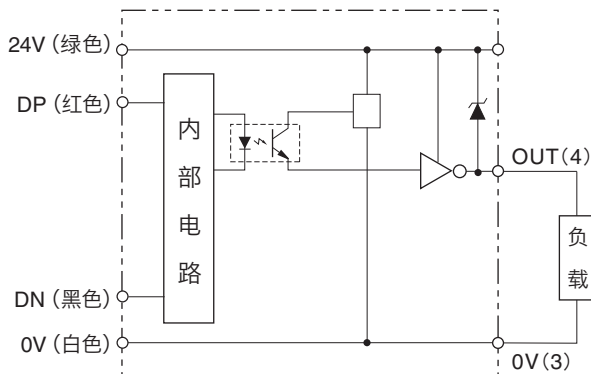 24V (绿色)
DP (红色)
内部电路
OUT(4)
负载
DN (黑色)
0V (白色)
0V(3)